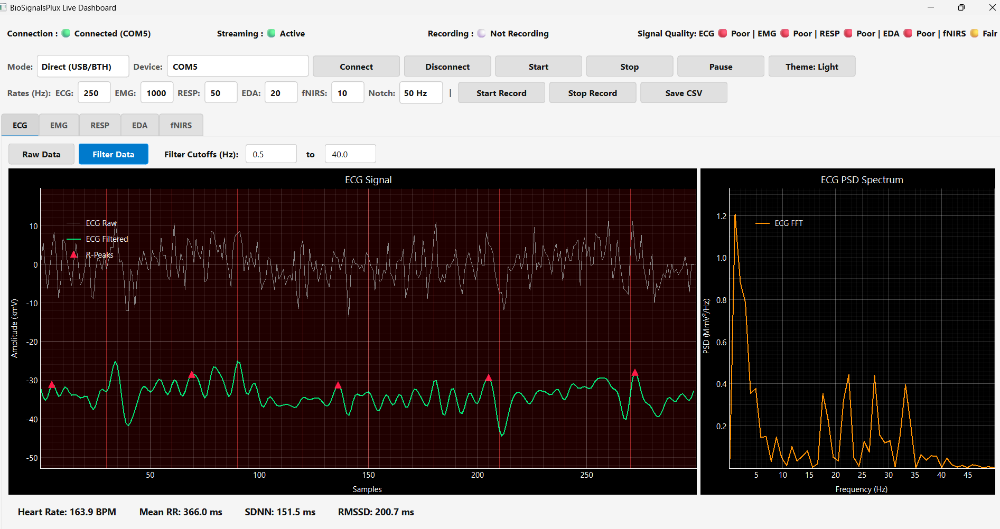 BioSignalsPlux Live Dashboard
Connection : Connected (COM5) Streaming : Active Recording : Not Recording Signal Quality: ECG Poor | EMG Poor | RESP Poor | EDA Poor | fNIRS Fair
Mode: Direct (USB/BTH) Device: COM5 Connect Disconnect Start Stop Pause Theme: Light
Rates (Hz): ECG: 250 EMG: 1000 RESP: 50 EDA: 20 fNIRS: 10 Notch: 50 Hz | Start Record Stop Record Save CSV
ECG EMG RESP EDA fNIRS
Raw Data Filter Data Filter Cutoffs (Hz): 0.5 to 40.0
ECG Signal
ECG Raw
ECG Filtered
R-Peaks
Amplitude (kmV)
10
0
-10
-20
-30
-40
-50
50 100 150 200 250
Samples
ECG PSD Spectrum
ECG FFT
PSD (M mV²/Hz)
1.2
1.0
0.8
0.6
0.4
0.2
5 10 15 20 25 30 35 40 45
Frequency (Hz)
Heart Rate: 163.9 BPM Mean RR: 366.0 ms SDNN: 151.5 ms RMSSD: 200.7 ms